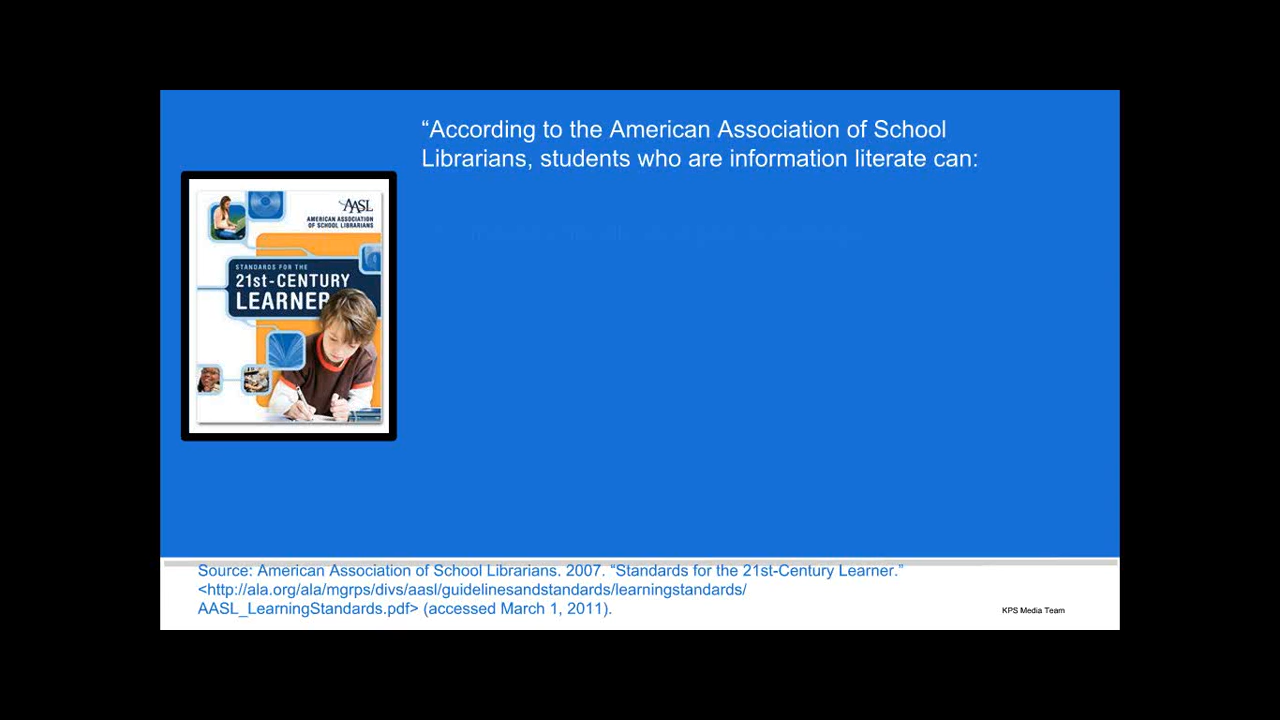 “According to the American Association of School
Librarians, students who are information literate can:
AASL
AMERICAN ASSOCIATION
OF SCHOOL LIBRARIANS
STANDARDS FOR THE
21st-CENTURY
LEARNER
Source: American Association of School Librarians. 2007. “Standards for the 21st-Century Learner.”
<http://ala.org/ala/mgrps/divs/aasl/guidelinesandstandards/learningstandards/
AASL_LearningStandards.pdf> (accessed March 1, 2011).
KPS Media Team